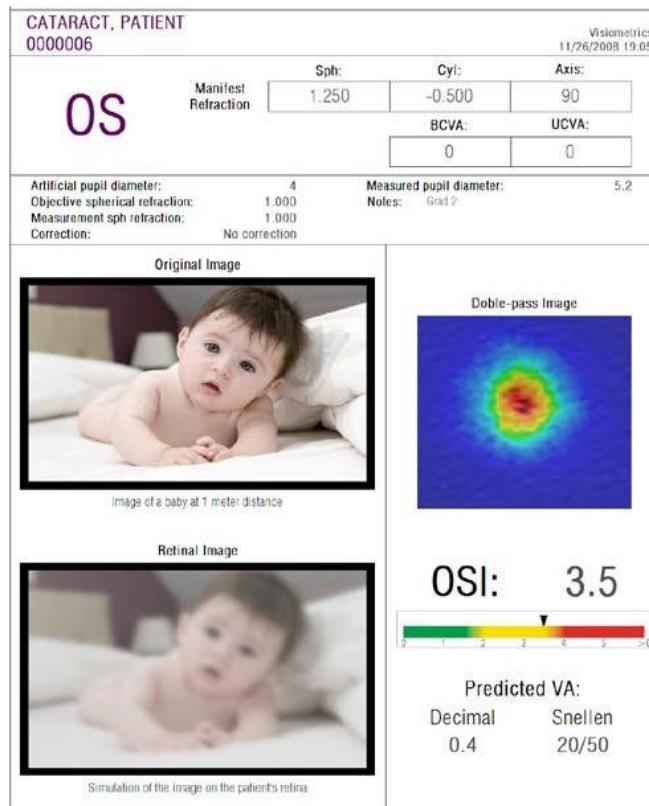 CATARACT, PATIENT
0000006
Visiometrics
11/26/2008 19:05
OS
Manifest Refraction
Sph: Cyl: Axis:
1.250 -0.500 90
BCVA: UCVA:
0 0
Artificial pupil diameter: 4 Measured pupil diameter: 5.2
Objective spherical refraction: 1.000 Notes: Grad 2
Measurement sph refraction: 1.000
Correction: No correction
Original Image
Image of a baby at 1 meter distance
Retinal Image
Simulation of the image on the patient's retina
Doble-pass Image
OSI: 3.5
0 1 2 3 4 5
Predicted VA:
Decimal Snellen
0.4 20/50